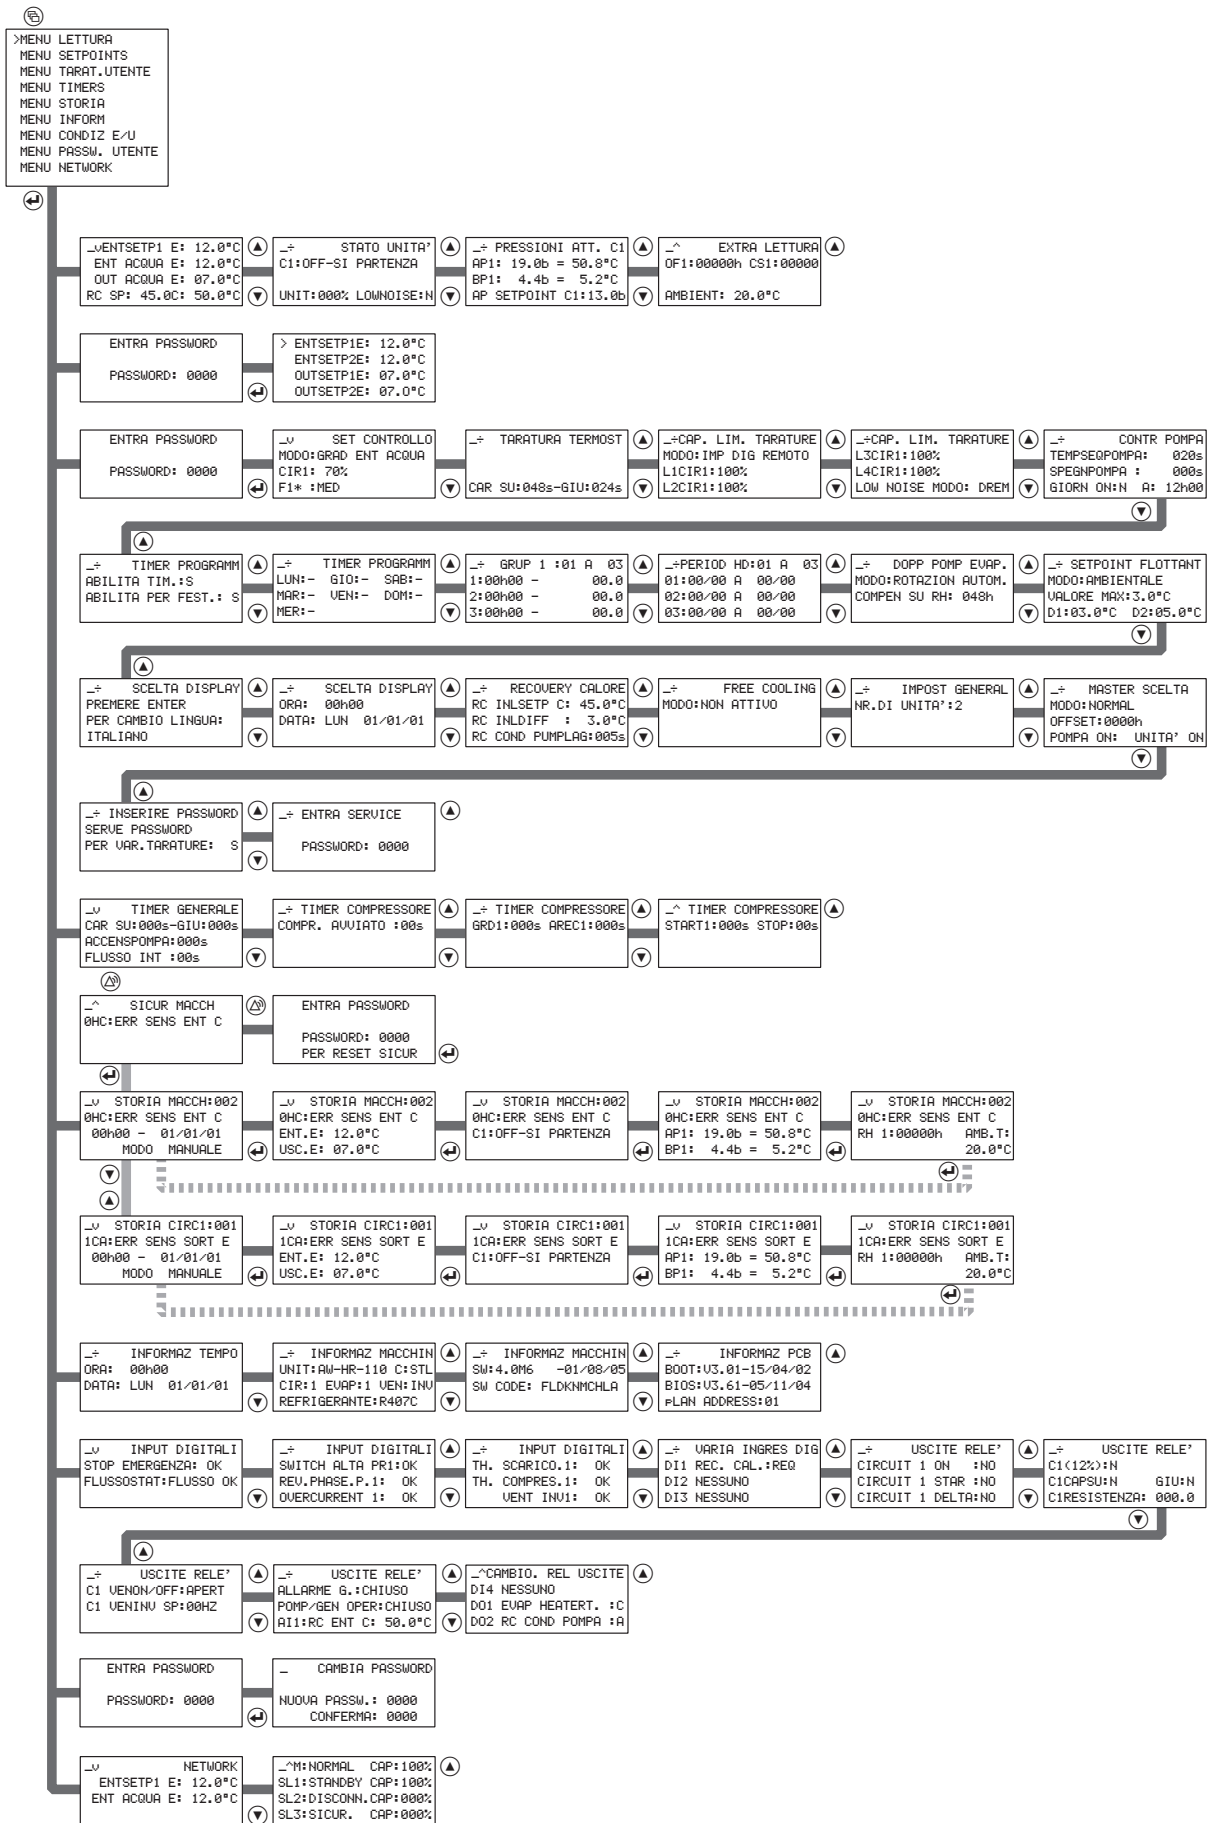 >MENU LETTURA
MENU SETPOINTS
MENU TARAT.UTENTE
MENU TIMERS
MENU STORIA
MENU INFORM
MENU CONDIZ E/U
MENU PASSW. UTENTE
MENU NETWORK
_vENTSETP1 E: 12.0°C
ENT ACQUA E: 12.0°C
OUT ACQUA E: 07.0°C
RC SP: 45.0C: 50.0°C
_÷ STATO UNITA'
C1:OFF-SI PARTENZA
UNIT:000% LOWNOISE:N
_÷ PRESSIONI ATT. C1
AP1: 19.0b = 50.8°C
BP1: 4.4b = 5.2°C
AP SETPOINT C1:13.0b
_^ EXTRA LETTURA
OF1:00000h CS1:00000
AMBIENT: 20.0°C
ENTRA PASSWORD
PASSWORD: 0000
> ENTSETP1E: 12.0°C
ENTSETP2E: 12.0°C
OUTSETP1E: 07.0°C
OUTSETP2E: 07.0°C
ENTRA PASSWORD
PASSWORD: 0000
_v SET CONTROLLO
MODO:GRAD ENT ACQUA
CIR1: 70%
F1* :MED
_÷ TARATURA TERMOST
CAR SU:048s-GIU:024s
_÷CAP. LIM. TARATURE
MODO:IMP DIG REMOTO
L1CIR1:100%
L2CIR1:100%
_÷CAP. LIM. TARATURE
L3CIR1:100%
L4CIR1:100%
LOW NOISE MODO: DREM
_÷ CONTR POMPA
TEMPSEQPOMPA: 020s
SPEGNPOMPA : 000s
GIORN ON:N A: 12h00
_÷ TIMER PROGRAMM
ABILITA TIM.:S
ABILITA PER FEST.: S
_÷ TIMER PROGRAMM
LUN:- GIO:- SAB:-
MAR:- VEN:- DOM:-
MER:-
_÷ GRUP 1 :01 A 03
1:00h00 - 00.0
2:00h00 - 00.0
3:00h00 - 00.0
_÷PERIOD HD:01 A 03
01:00/00 A 00/00
02:00/00 A 00/00
03:00/00 A 00/00
_÷ DOPP POMP EVAP.
MODO:ROTAZION AUTOM.
COMPEN SU RH: 048h
_÷ SETPOINT FLOTTANT
MODO:AMBIENTALE
VALORE MAX:3.0°C
D1:03.0°C D2:05.0°C
_÷ SCELTA DISPLAY
PREMERE ENTER
PER CAMBIO LINGUA:
ITALIANO
_÷ SCELTA DISPLAY
ORA: 00h00
DATA: LUN 01/01/01
_÷ RECOVERY CALORE
RC INLSETP C: 45.0°C
RC INLDIFF : 3.0°C
RC COND PUMPLAG:005s
_÷ FREE COOLING
MODO:NON ATTIVO
_÷ IMPOST GENERAL
NR.DI UNITA':2
_÷ MASTER SCELTA
MODO:NORMAL
OFFSET:0000h
POMPA ON: UNITA' ON
_÷ INSERIRE PASSWORD
SERVE PASSWORD
PER VAR.TARATURE: S
_÷ ENTRA SERVICE
PASSWORD: 0000
_v TIMER GENERALE
CAR SU:000s-GIU:000s
ACCENSPOMPA:000s
FLUSSO INT :00s
_÷ TIMER COMPRESSORE
COMPR. AVVIATO :00s
_÷ TIMER COMPRESSORE
GRD1:000s AREC1:000s
_^ TIMER COMPRESSORE
START1:000s STOP:00s
_^ SICUR MACCH
0HC:ERR SENS ENT C
ENTRA PASSWORD
PASSWORD: 0000
PER RESET SICUR
_v STORIA MACCH:002
0HC:ERR SENS ENT C
00h00 - 01/01/01
MODO MANUALE
_v STORIA MACCH:002
0HC:ERR SENS ENT C
ENT.E: 12.0°C
USC.E: 07.0°C
_v STORIA MACCH:002
0HC:ERR SENS ENT C
C1:OFF-SI PARTENZA
_v STORIA MACCH:002
0HC:ERR SENS ENT C
AP1: 19.0b = 50.8°C
BP1: 4.4b = 5.2°C
_v STORIA MACCH:002
0HC:ERR SENS ENT C
RH 1:00000h AMB.T:
20.0°C
_v STORIA CIRC1:001
1CA:ERR SENS SORT E
00h00 - 01/01/01
MODO MANUALE
_v STORIA CIRC1:001
1CA:ERR SENS SORT E
ENT.E: 12.0°C
USC.E: 07.0°C
_v STORIA CIRC1:001
1CA:ERR SENS SORT E
C1:OFF-SI PARTENZA
_v STORIA CIRC1:001
1CA:ERR SENS SORT E
AP1: 19.0b = 50.8°C
BP1: 4.4b = 5.2°C
_v STORIA CIRC1:001
1CA:ERR SENS SORT E
RH 1:00000h AMB.T:
20.0°C
_÷ INFORMAZ TEMPO
ORA: 00h00
DATA: LUN 01/01/01
_÷ INFORMAZ MACCHIN
UNIT:AW-HR-110 C:STL
CIR:1 EVAP:1 VEN:INV
REFRIGERANTE:R407C
_÷ INFORMAZ MACCHIN
SW:4.0M6 -01/08/05
SW CODE: FLDKNMCHLA
_÷ INFORMAZ PCB
BOOT:V3.01-15/04/02
BIOS:V3.61-05/11/04
pLAN ADDRESS:01
_v INPUT DIGITALI
STOP EMERGENZA: OK
FLUSSOSTAT:FLUSSO OK
_÷ INPUT DIGITALI
SWITCH ALTA PR1:OK
REV.PHASE.P.1: OK
OVERCURRENT 1: OK
_÷ INPUT DIGITALI
TH. SCARICO.1: OK
TH. COMPRES.1: OK
VENT INV1: OK
_÷ VARIA INGRES DIG
DI1 REC. CAL.:REQ
DI2 NESSUNO
DI3 NESSUNO
_÷ USCITE RELE'
CIRCUIT 1 ON :NO
CIRCUIT 1 STAR :NO
CIRCUIT 1 DELTA:NO
_÷ USCITE RELE'
C1(12%):N
C1CAPSU:N GIU:N
C1RESISTENZA: 000.0
_÷ USCITE RELE'
C1 VENON/OFF:APERT
C1 VENINV SP:00HZ
_÷ USCITE RELE'
ALLARME G.:CHIUSO
POMP/GEN OPER:CHIUSO
AI1:RC ENT C: 50.0°C
_^CAMBIO. REL USCITE
DI4 NESSUNO
DO1 EVAP HEATERT. :C
DO2 RC COND POMPA :A
ENTRA PASSWORD
PASSWORD: 0000
_ CAMBIA PASSWORD
NUOVA PASSW.: 0000
CONFERMA: 0000
_v NETWORK
ENTSETP1 E: 12.0°C
ENT ACQUA E: 12.0°C
_^M:NORMAL CAP:100%
SL1:STANDBY CAP:100%
SL2:DISCONN.CAP:000%
SL3:SICUR. CAP:000%